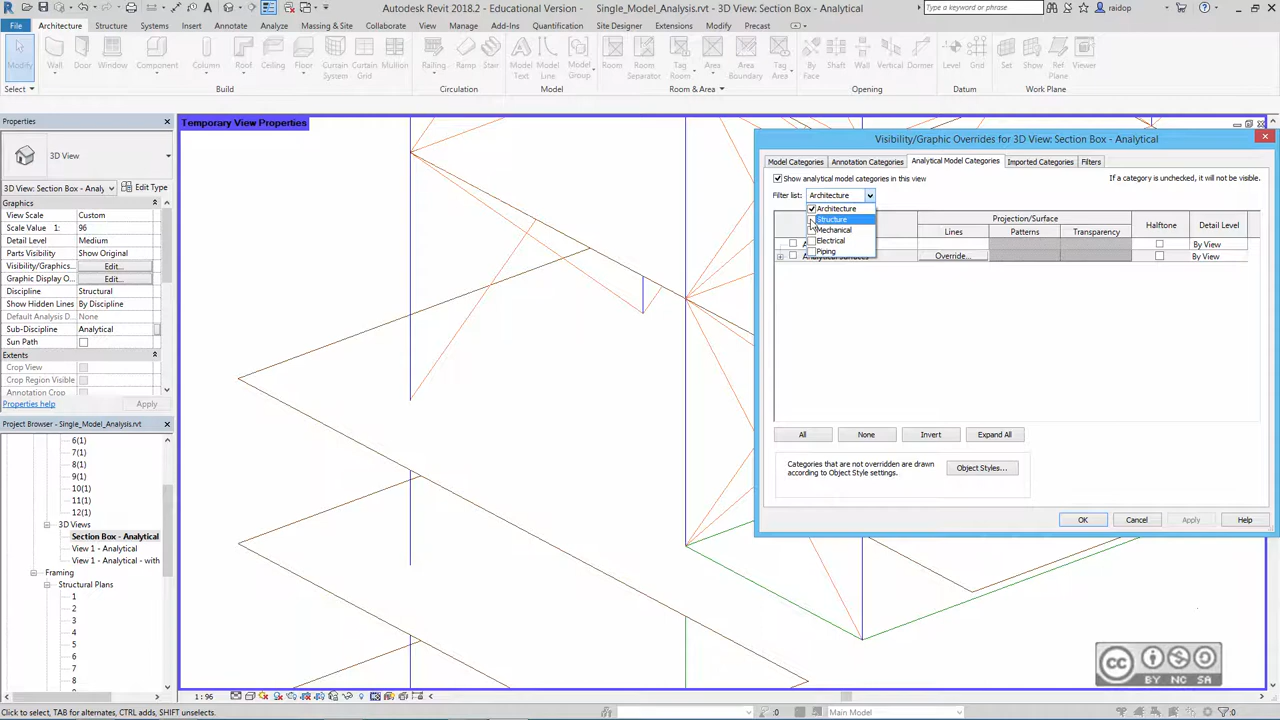 Autodesk Revit 2018.2 - Educational Version - Single_Model_Analysis.rvt - 3D View: Section Box - Analytical
Type a keyword or phrase
raidop
File Architecture Structure Systems Insert Annotate Analyze Massing & Site Collaborate View Manage Add-Ins Quantification Site Designer Extensions Modify Precast
Modify Wall Door Window Component Column Roof Ceiling Floor Curtain System Curtain Grid Mullion Railing Ramp Stair Model Text Model Line Model Group Room Room Separator Tag Room Area Area Boundary Tag Area By Face Shaft Wall Vertical Dormer Level Grid Set Show Ref Plane Viewer
Select Build Circulation Model Room & Area Opening Datum Work Plane
Properties
3D View
3D View: Section Box - Analy
Edit Type
Graphics
View Scale Custom
Scale Value 1: 96
Detail Level Medium
Parts Visibility Show Original
Visibility/Graphic... Edit...
Graphic Display O... Edit...
Discipline Structural
Show Hidden Lines By Discipline
Default Analysis D... None
Sub-Discipline Analytical
Sun Path
Extents
Crop View
Crop Region Visible
Annotation Crop
Properties help
Apply
Project Browser - Single_Model_Analysis.rvt
6(1)
7(1)
8(1)
9(1)
10(1)
11(1)
12(1)
3D Views
Section Box - Analytical
View 1 - Analytical
View 1 - Analytical - with
Framing
Structural Plans
1
2
3
4
5
6
7
8
Temporary View Properties
Visibility/Graphic Overrides for 3D View: Section Box - Analytical
Model Categories Annotation Categories Analytical Model Categories Imported Categories Filters
Show analytical model categories in this view
If a category is unchecked, it will not be visible.
Filter list: Architecture
Architecture
Structure
Mechanical
Electrical
Piping
Projection/Surface
Halftone
Detail Level
Lines Patterns Transparency
By View
Analytical Surfaces Override... By View
All None Invert Expand All
Categories that are not overridden are drawn
according to Object Style settings.
Object Styles...
OK Cancel Apply Help
CC BY NC SA
1 : 96
Click to select, TAB for alternates, CTRL adds, SHIFT unselects.
:0
Main Model
:0